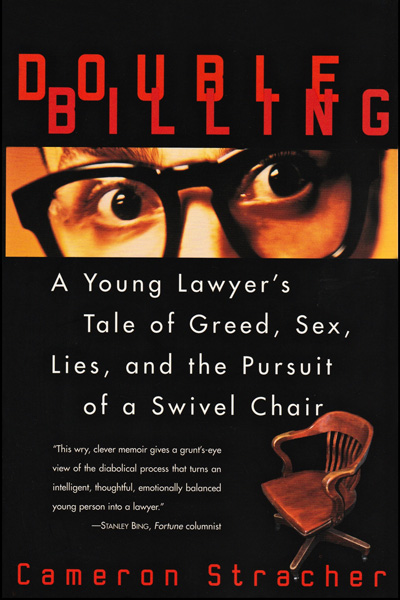 DOUBLE
BILLING
A Young Lawyer's
Tale of Greed, Sex,
Lies, and the Pursuit
of a Swivel Chair
“This wry, clever memoir gives a grunt's-eye
view of the diabolical process that turns an
intelligent, thoughtful, emotionally balanced
young person into a lawyer.”
—STANLEY BING, Fortune columnist
Cameron Stracher